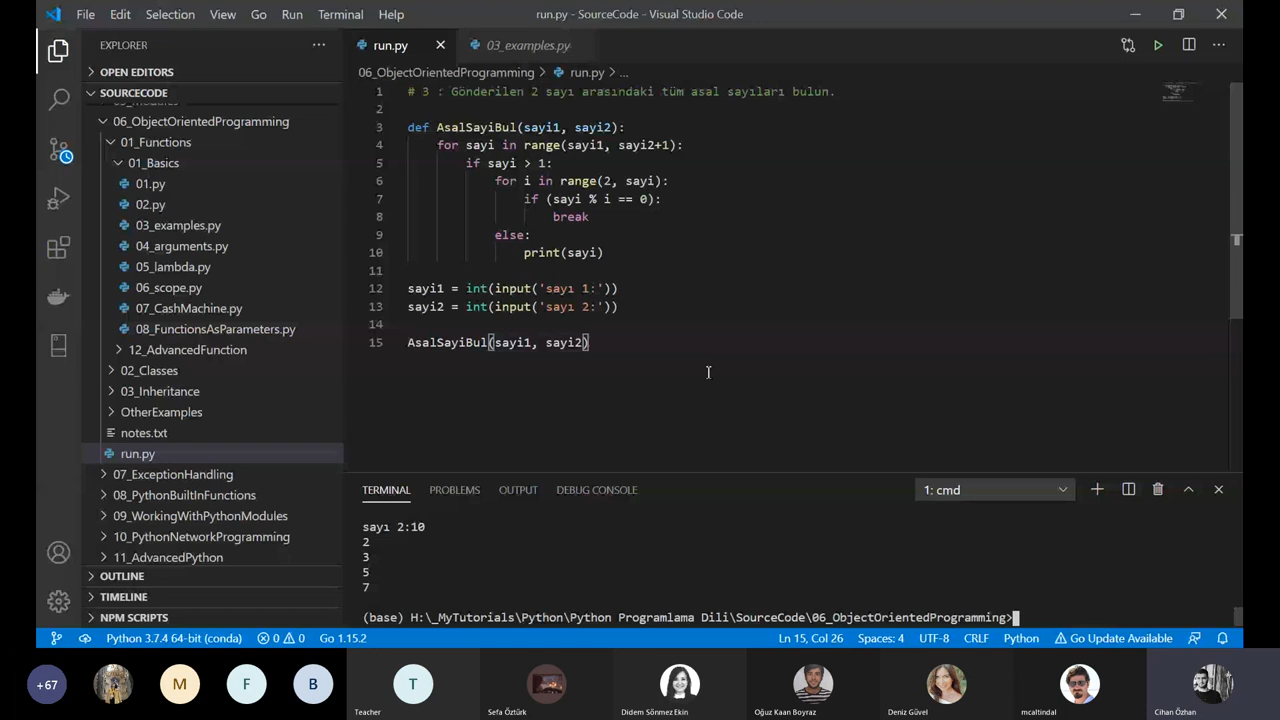 File Edit Selection View Go Run Terminal Help
run.py - SourceCode - Visual Studio Code
EXPLORER
OPEN EDITORS
SOURCECODE
06_ObjectOrientedProgramming
01_Functions
01_Basics
01.py
02.py
03_examples.py
04_arguments.py
05_lambda.py
06_scope.py
07_CashMachine.py
08_FunctionsAsParameters.py
12_AdvancedFunction
02_Classes
03_Inheritance
OtherExamples
notes.txt
run.py
07_ExceptionHandling
08_PythonBuiltInFunctions
09_WorkingWithPythonModules
10_PythonNetworkProgramming
11_AdvancedPython
OUTLINE
TIMELINE
NPM SCRIPTS
run.py
03_examples.py
06_ObjectOrientedProgramming > run.py > ...
1 # 3 : Gönderilen 2 sayı arasındaki tüm asal sayıları bulun.
2
3 def AsalSayiBul(sayi1, sayi2):
4 for sayi in range(sayi1, sayi2+1):
5 if sayi > 1:
6 for i in range(2, sayi):
7 if (sayi % i == 0):
8 break
9 else:
10 print(sayi)
11
12 sayi1 = int(input('sayı 1:'))
13 sayi2 = int(input('sayı 2:'))
14
15 AsalSayiBul(sayi1, sayi2)
TERMINAL PROBLEMS OUTPUT DEBUG CONSOLE
1: cmd
sayı 2:10
2
3
5
7
(base) H:\_MyTutorials\Python\Python Programlama Dili\SourceCode\06_ObjectOrientedProgramming>
Python 3.7.4 64-bit (conda) 0 0 Go 1.15.2
Ln 15, Col 26 Spaces: 4 UTF-8 CRLF Python Go Update Available
+67 M F B T
Teacher
Sefa Öztürk
Didem Sönmez Ekin
Oğuz Kaan Boyraz
Deniz Güvel
mcaltindal
Cihan Özhan